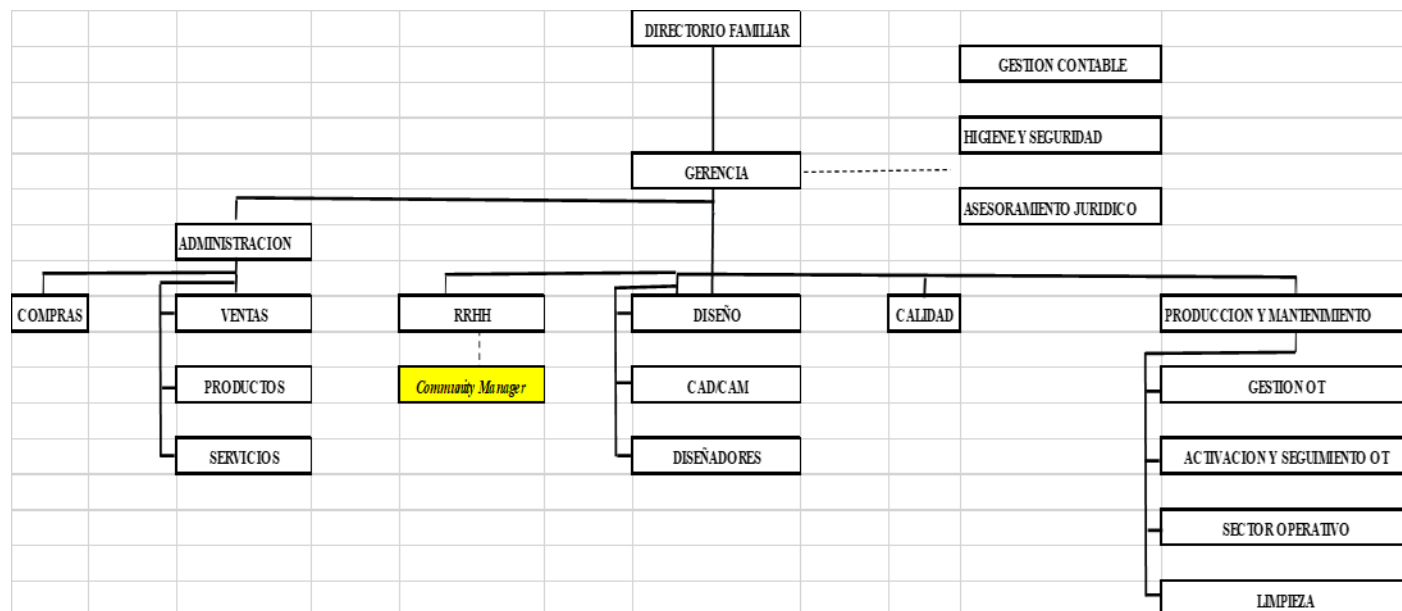 DIRECTORIO FAMILIAR
GESTION CONTABLE
HIGIENE Y SEGURIDAD
GERENCIA
ASESORAMIENTO JURIDICO
ADMINISTRACION
COMPRAS
VENTAS
RRHH
DISEÑO
CALIDAD
PRODUCCION Y MANTENIMIENTO
PRODUCTOS
Community Manager
CAD/CAM
GESTION OT
SERVICIOS
DISEÑADORES
ACTIVACION Y SEGUIMIENTO OT
SECTOR OPERATIVO
LIMPIEZA